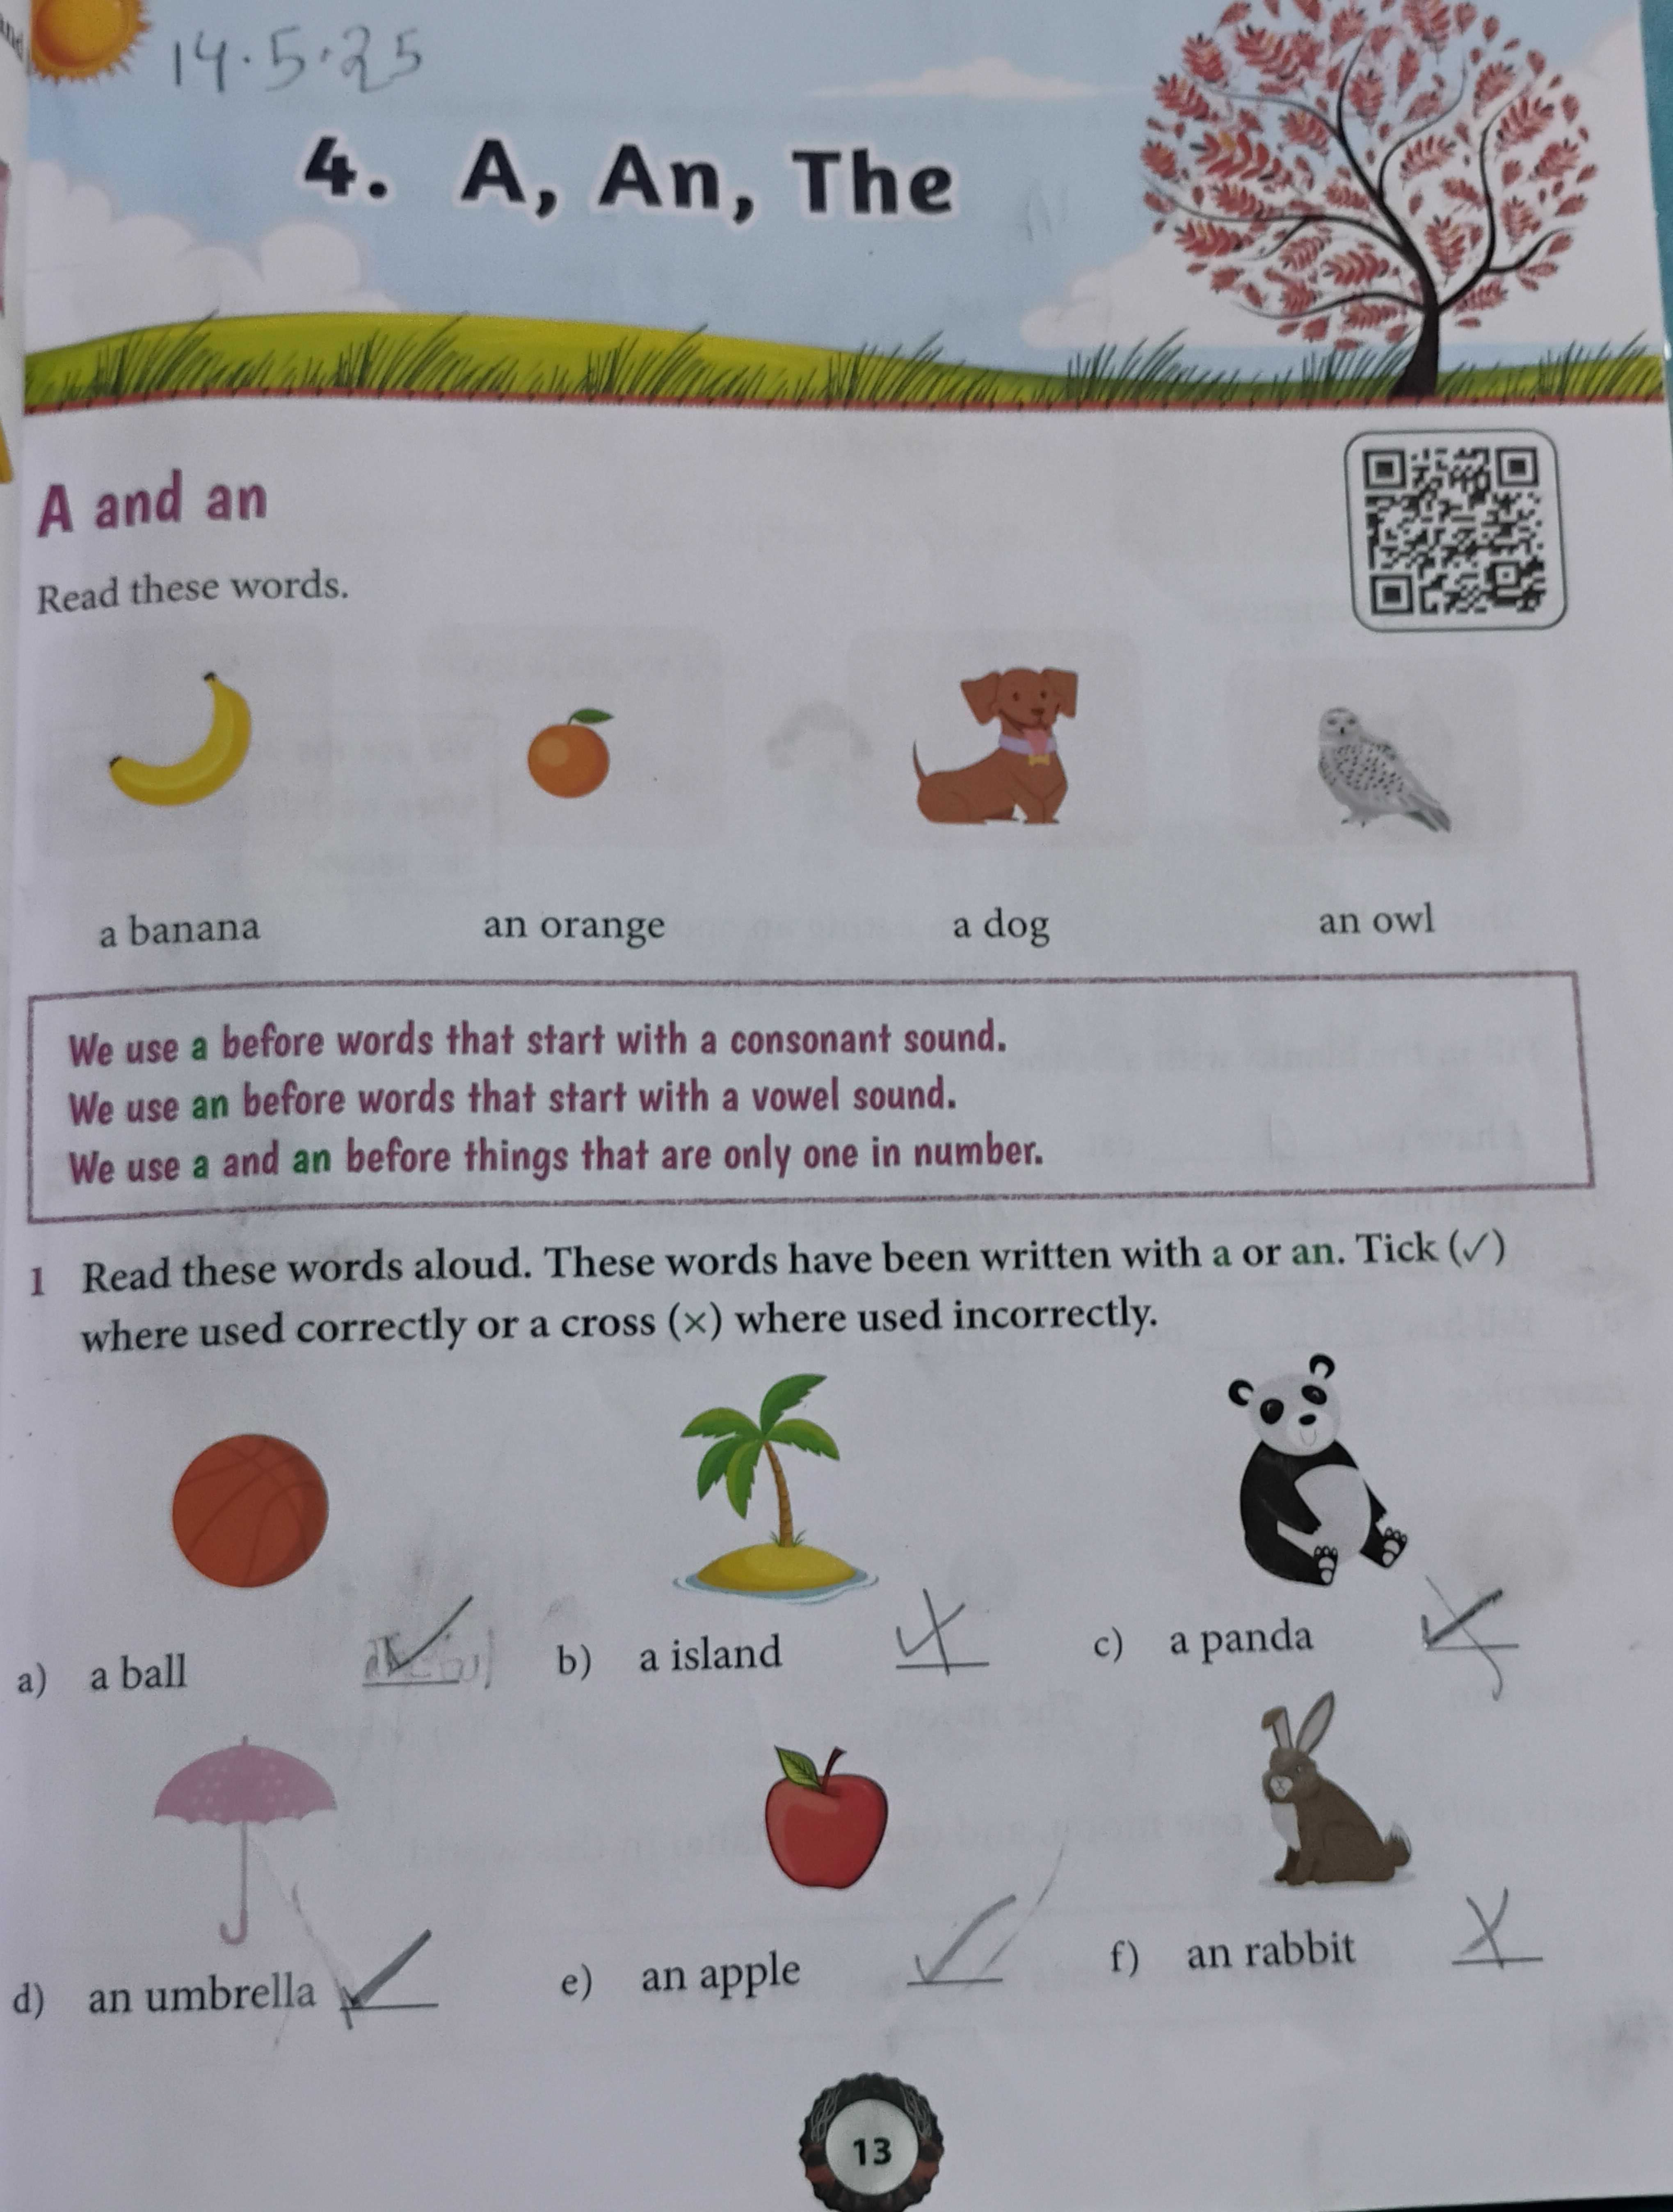 14.5.25
4. A, An, The
A and an
Read these words.
a banana an orange a dog an owl
We use a before words that start with a consonant sound.
We use an before words that start with a vowel sound.
We use a and an before things that are only one in number.
1 Read these words aloud. These words have been written with a or an. Tick (✓)
where used correctly or a cross (×) where used incorrectly.
a) a ball ✓ b) a island × c) a panda ✓
d) an umbrella ✓ e) an apple ✓ f) an rabbit ×
13